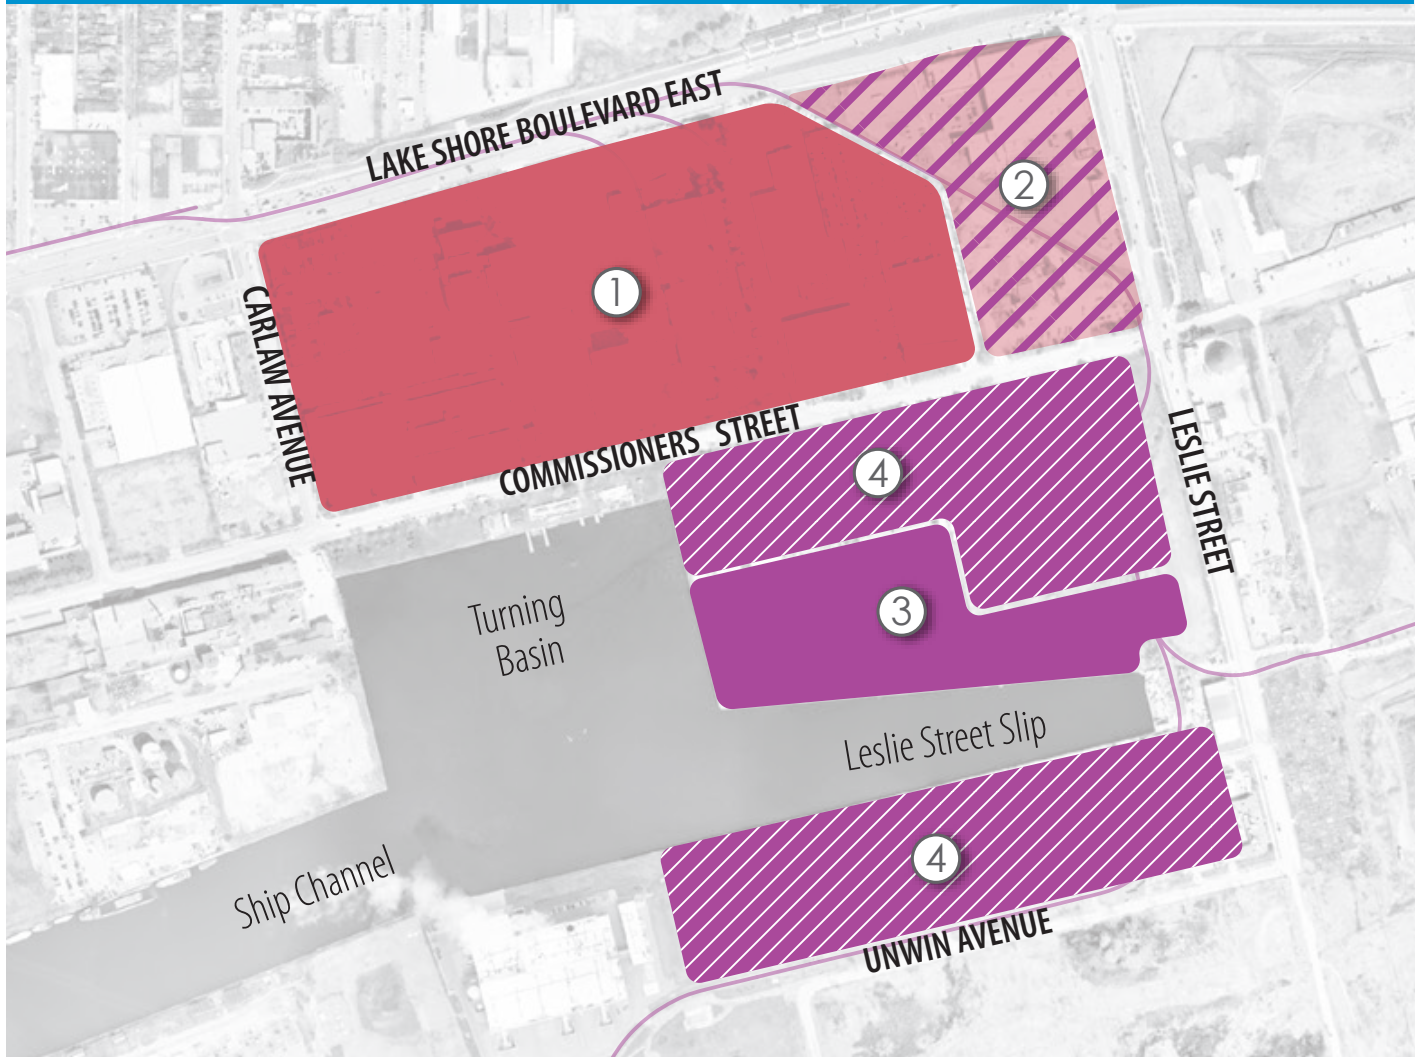 LAKE SHORE BOULEVARD EAST
2
1
CARLAW AVENUE
COMMISSIONERS STREET
4
LESLIE STREET
Turning
Basin
3
Leslie Street Slip
4
Ship Channel
UNWIN AVENUE